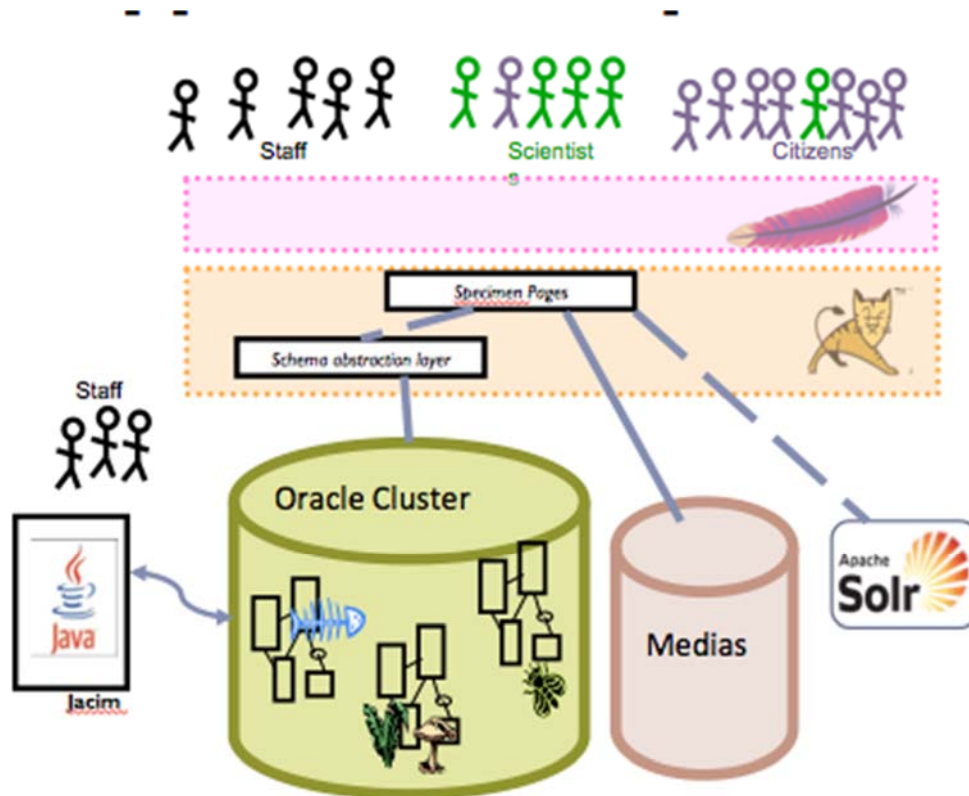 Staff
Scientist
s
Citizens
Specimen Pages
Schema abstraction layer
Staff
Oracle Cluster
Java
Jacim
Medias
Apache
Solr